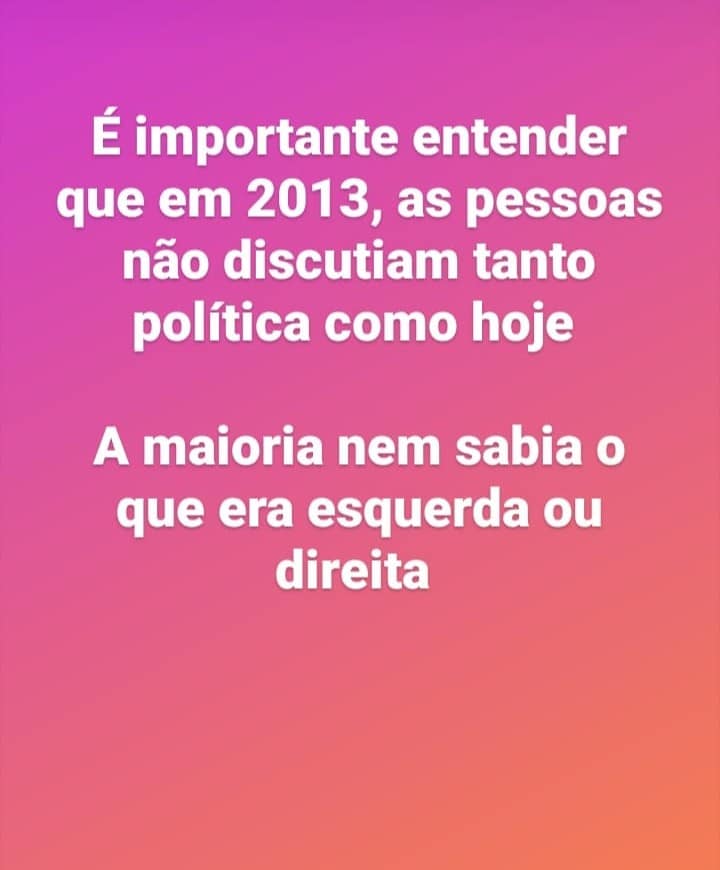 É importante entender
que em 2013, as pessoas
não discutiam tanto
política como hoje
A maioria nem sabia o
que era esquerda ou
direita